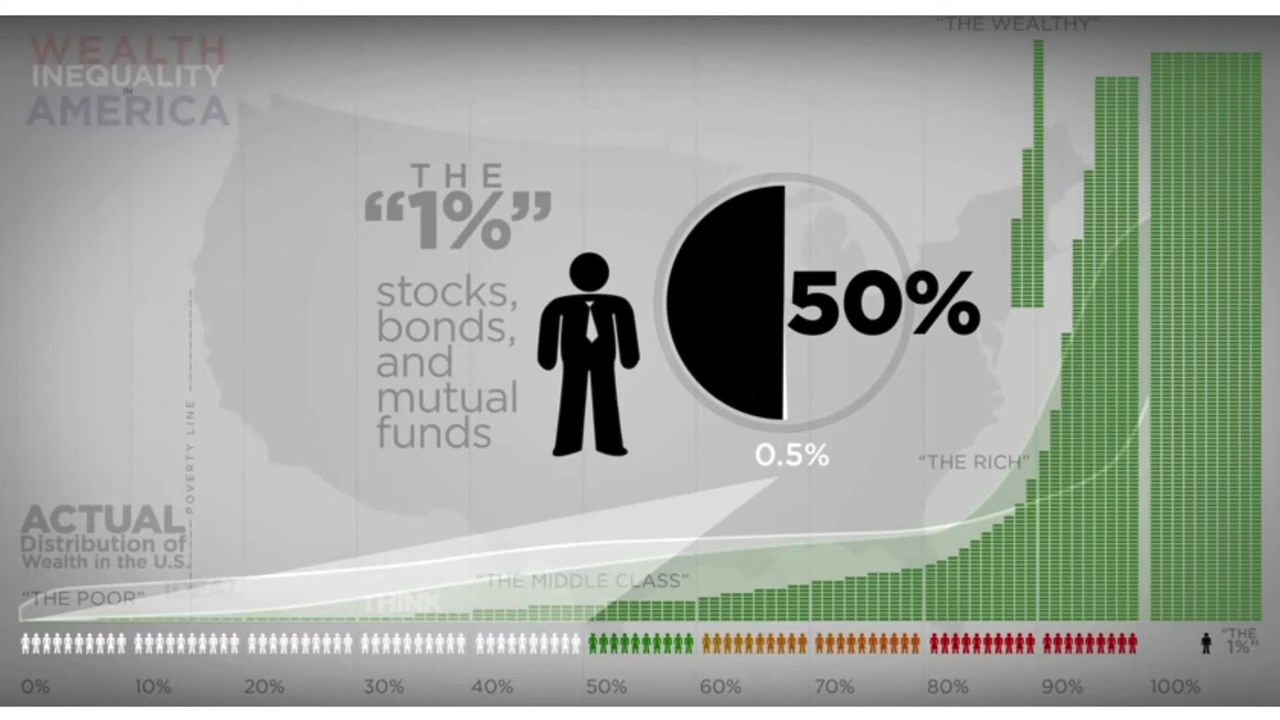 "THE WEALTHY"
WEALTH
INEQUALITY
IN
AMERICA
THE
“1%”
stocks,
bonds,
and
mutual
funds
50%
0.5%
POVERTY LINE
"THE RICH"
ACTUAL
Distribution of
Wealth in the U.S.
"THE POOR"
"THE MIDDLE CLASS"
THINK
"THE
1%"
0%
10%
20%
30%
40%
50%
60%
70%
80%
90%
100%